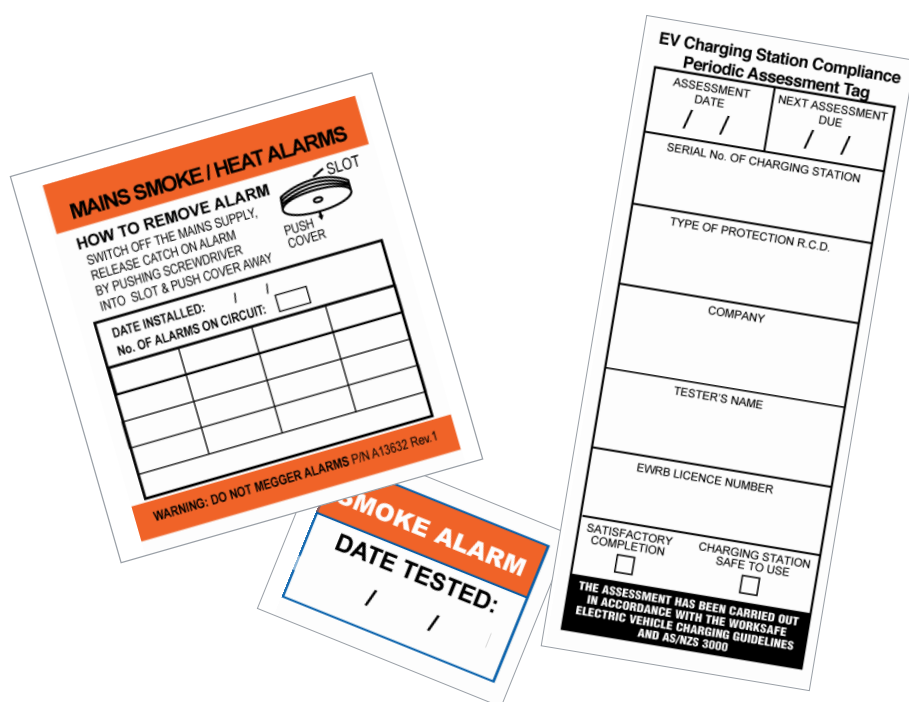 MAINS SMOKE / HEAT ALARMS
HOW TO REMOVE ALARM
SWITCH OFF THE MAINS SUPPLY,
RELEASE CATCH ON ALARM
BY PUSHING SCREWDRIVER
INTO SLOT & PUSH COVER AWAY
SLOT
PUSH
COVER
DATE INSTALLED: / /
No. OF ALARMS ON CIRCUIT:
WARNING: DO NOT MEGGER ALARMS P/N A13632 Rev.1
SMOKE ALARM
DATE TESTED:
/ /
EV Charging Station Compliance
Periodic Assessment Tag
ASSESSMENT
DATE
/ /
NEXT ASSESSMENT
DUE
/ /
SERIAL No. OF CHARGING STATION
TYPE OF PROTECTION R.C.D.
COMPANY
TESTER'S NAME
EWRB LICENCE NUMBER
SATISFACTORY
COMPLETION
CHARGING STATION
SAFE TO USE
THE ASSESSMENT HAS BEEN CARRIED OUT
IN ACCORDANCE WITH THE WORKSAFE
ELECTRIC VEHICLE CHARGING GUIDELINES
AND AS/NZS 3000